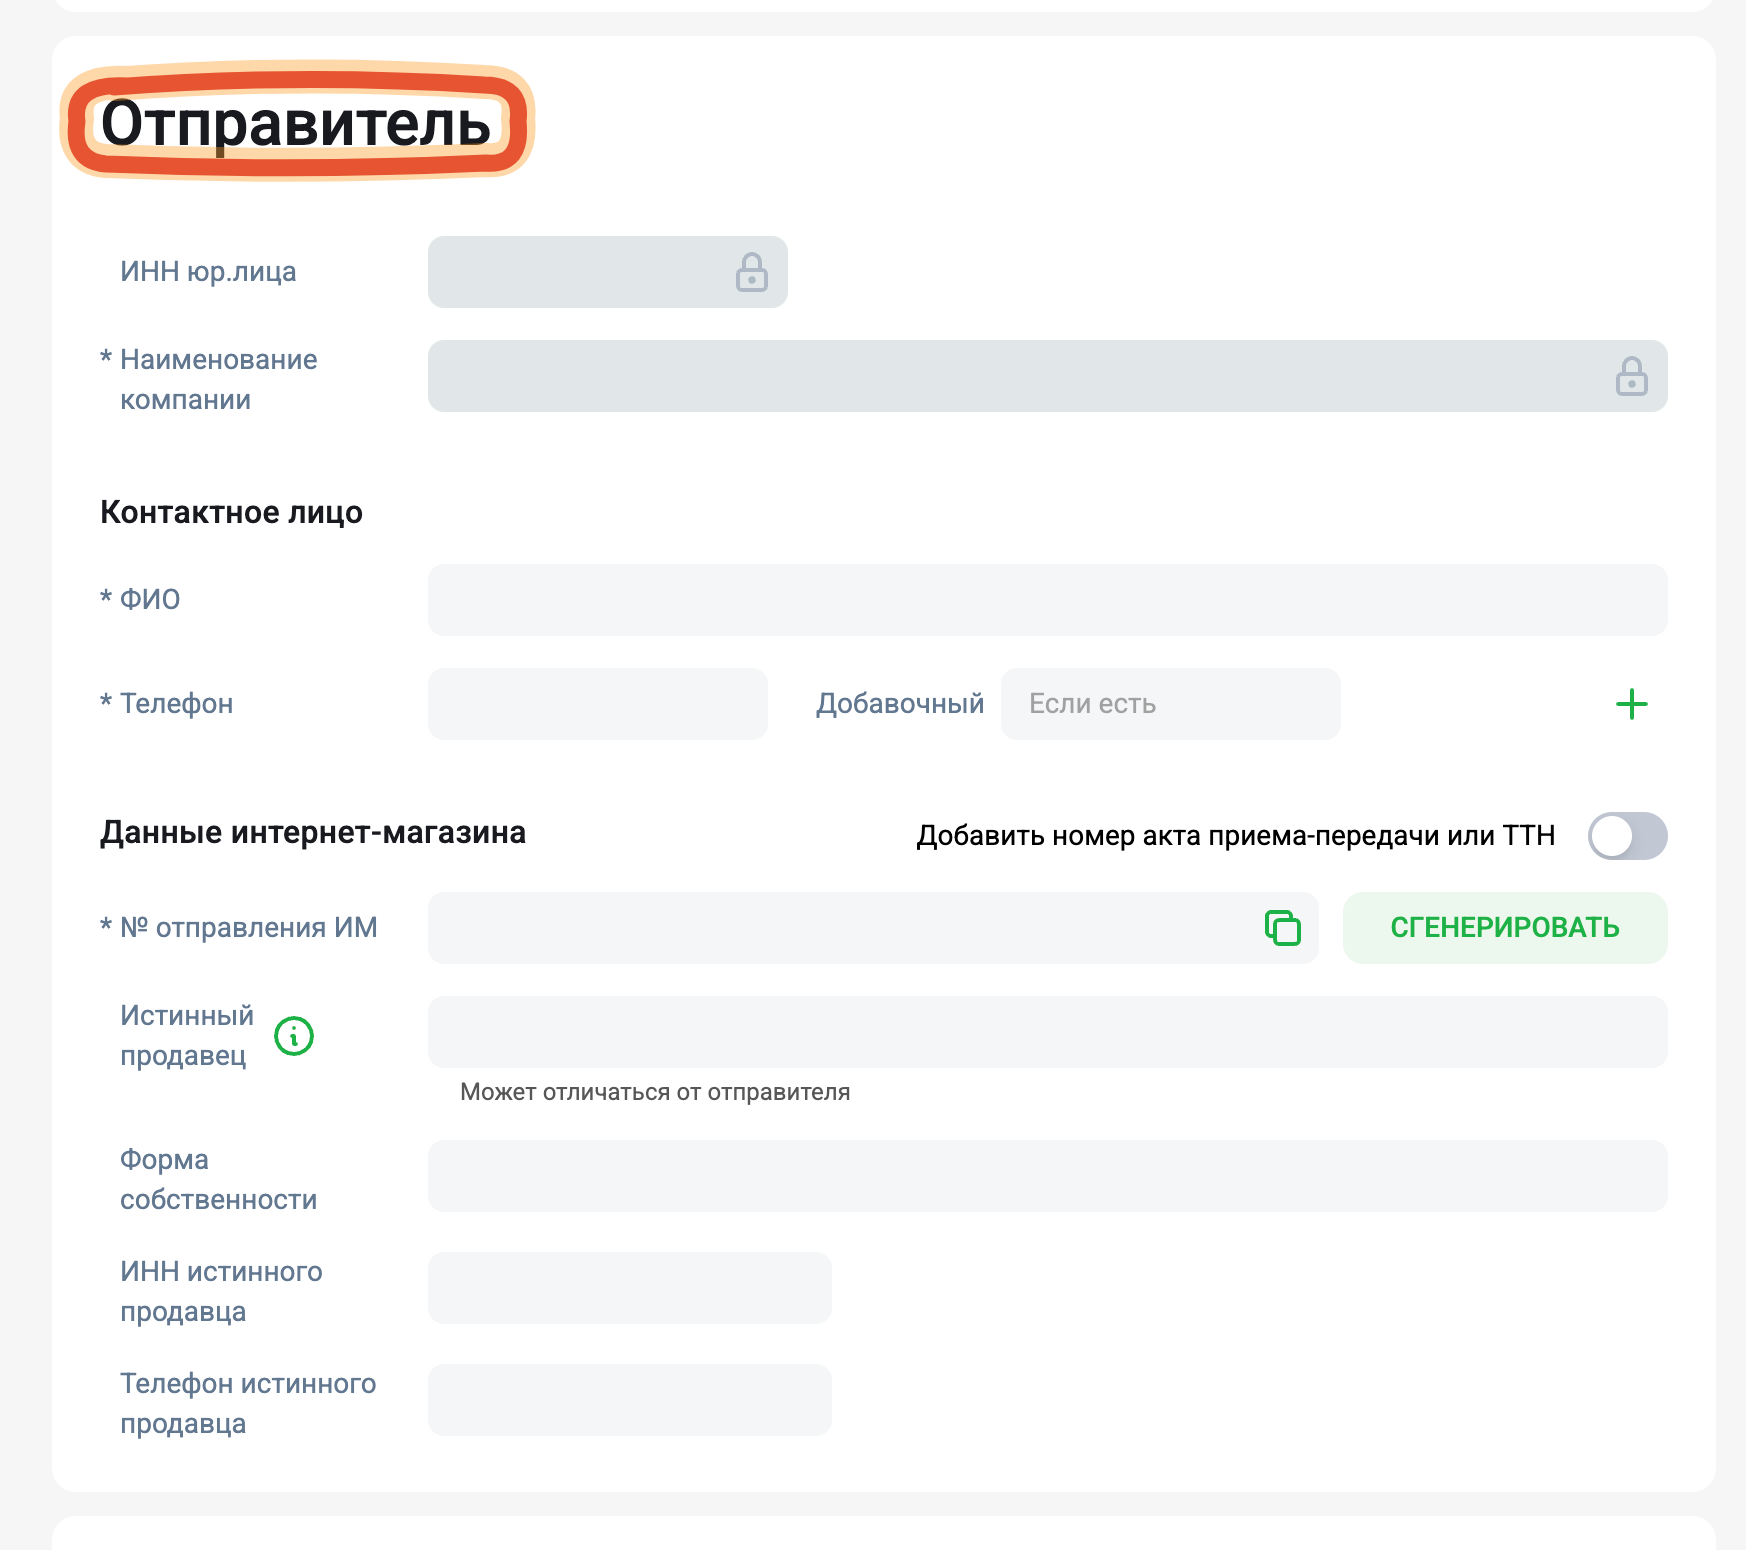 Отправитель
ИНН юр.лица
* Наименование
компании
Контактное лицо
* ФИО
* Телефон
Добавочный
Если есть
Данные интернет-магазина
Добавить номер акта приема-передачи или ТТН
* № отправления ИМ
СГЕНЕРИРОВАТЬ
Истинный
продавец
Может отличаться от отправителя
Форма
собственности
ИНН истинного
продавца
Телефон истинного
продавца